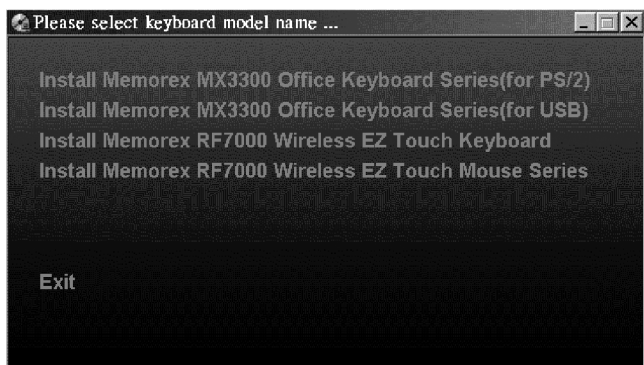 Please select keyboard model name ...
Install Memorex MX3300 Office Keyboard Series(for PS/2)
Install Memorex MX3300 Office Keyboard Series(for USB)
Install Memorex RF7000 Wireless EZ Touch Keyboard
Install Memorex RF7000 Wireless EZ Touch Mouse Series
Exit